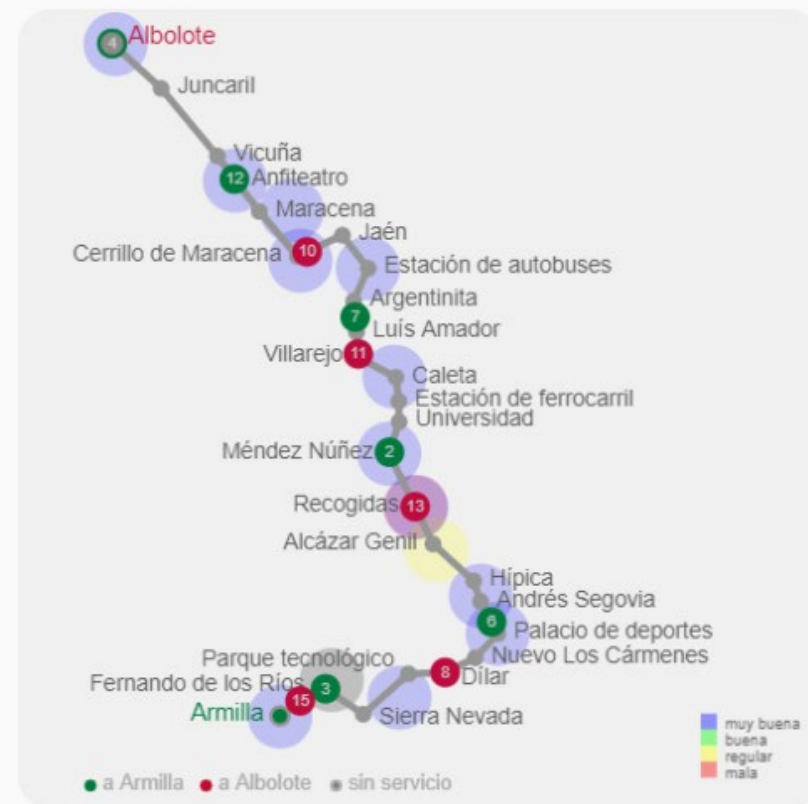 4 Albolote
Juncaril
Vicuña
12 Anfiteatro
Maracena
Jaén
Cerrillo de Maracena 10
Estación de autobuses
Argentinita
7
Luís Amador
Villarejo 11
Caleta
Estación de ferrocarril
Universidad
Méndez Núñez 2
Recogidas 13
Alcázar Genil
Hípica
Andrés Segovia
6
Palacio de deportes
Nuevo Los Cármenes
Parque tecnológico
8 Dílar
Fernando de los Ríos 3
15
Armilla
Sierra Nevada
muy buena
buena
regular
mala
a Armilla a Albolote sin servicio